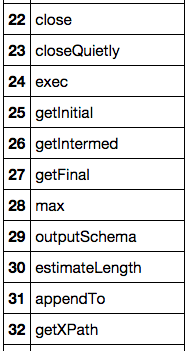 22 close
23 closeQuietly
24 exec
25 getInitial
26 getIntermed
27 getFinal
28 max
29 outputSchema
30 estimateLength
31 appendTo
32 getXPath